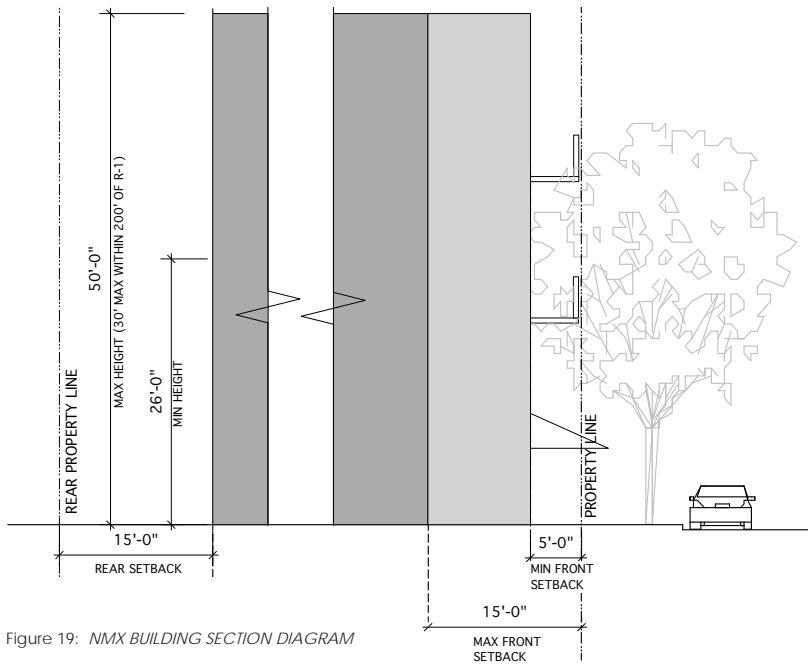 REAR PROPERTY LINE
50'-0"
MAX HEIGHT (30' MAX WITHIN 200' OF R-1)
26'-0"
MIN HEIGHT
PROPERTY LINE
15'-0"
REAR SETBACK
5'-0"
MIN FRONT
SETBACK
15'-0"
MAX FRONT
SETBACK
Figure 19: NMX BUILDING SECTION DIAGRAM